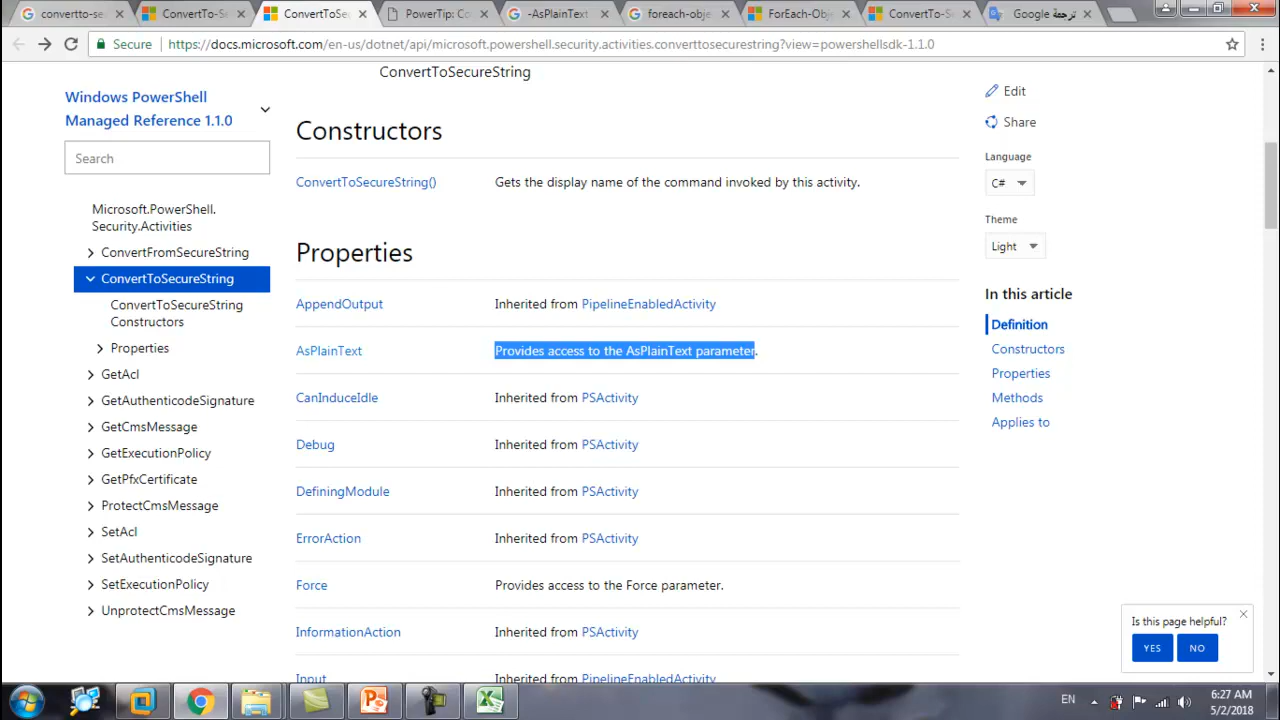 convertto-se
ConvertTo-S
ConvertToSe
PowerTip: C
-AsPlainText
foreach-obje
ForEach-Obj
ConvertTo-S
ترجمة Google
Secure
https://docs.microsoft.com/en-us/dotnet/api/microsoft.powershell.security.activities.converttosecurestring?view=powershellsdk-1.1.0
Windows PowerShell
Managed Reference 1.1.0
Search
Microsoft.PowerShell.
Security.Activities
ConvertFromSecureString
ConvertToSecureString
ConvertToSecureString
Constructors
Properties
GetAcl
GetAuthenticodeSignature
GetCmsMessage
GetExecutionPolicy
GetPfxCertificate
ProtectCmsMessage
SetAcl
SetAuthenticodeSignature
SetExecutionPolicy
UnprotectCmsMessage
ConvertToSecureString
Constructors
ConvertToSecureString() Gets the display name of the command invoked by this activity.
Properties
AppendOutput Inherited from PipelineEnabledActivity
AsPlainText Provides access to the AsPlainText parameter.
CanInduceIdle Inherited from PSActivity
Debug Inherited from PSActivity
DefiningModule Inherited from PSActivity
ErrorAction Inherited from PSActivity
Force Provides access to the Force parameter.
InformationAction Inherited from PSActivity
Input Inherited from PipelineEnabledActivity
Edit
Share
Language
C#
Theme
Light
In this article
Definition
Constructors
Properties
Methods
Applies to
Is this page helpful?
YES NO
EN
6:27 AM
5/2/2018